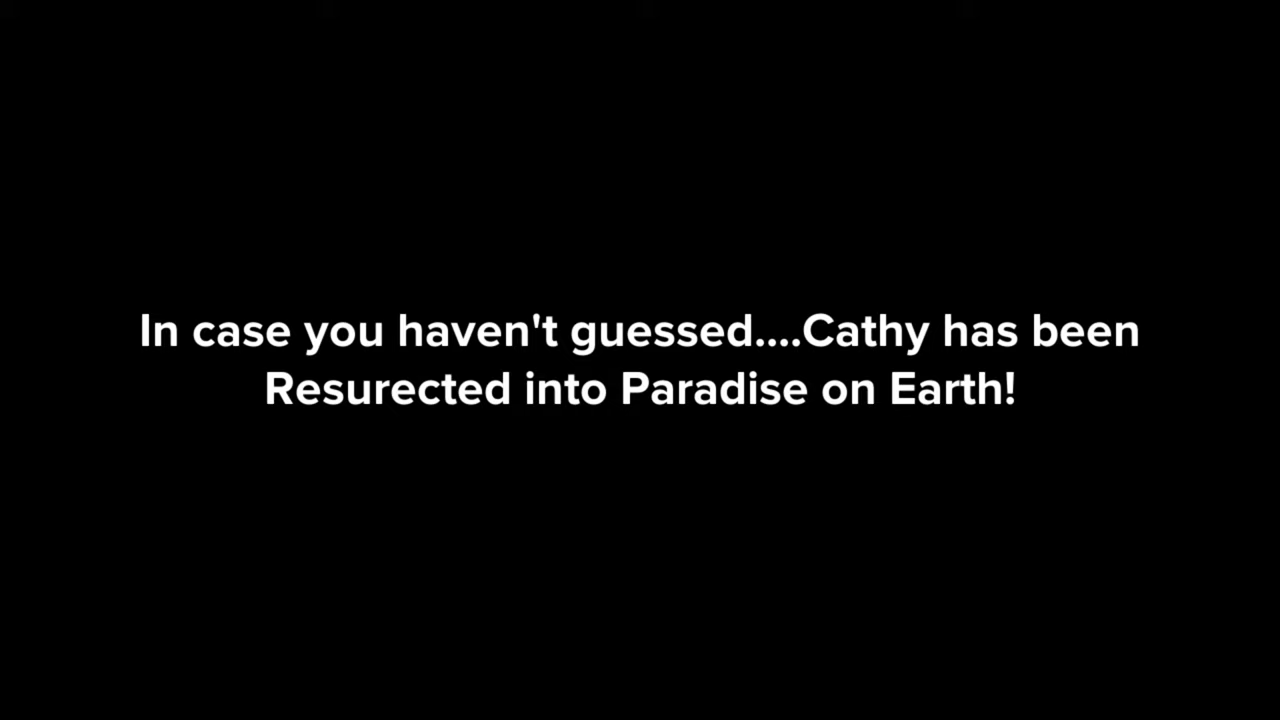 In case you haven't guessed....Cathy has been
Resurected into Paradise on Earth!